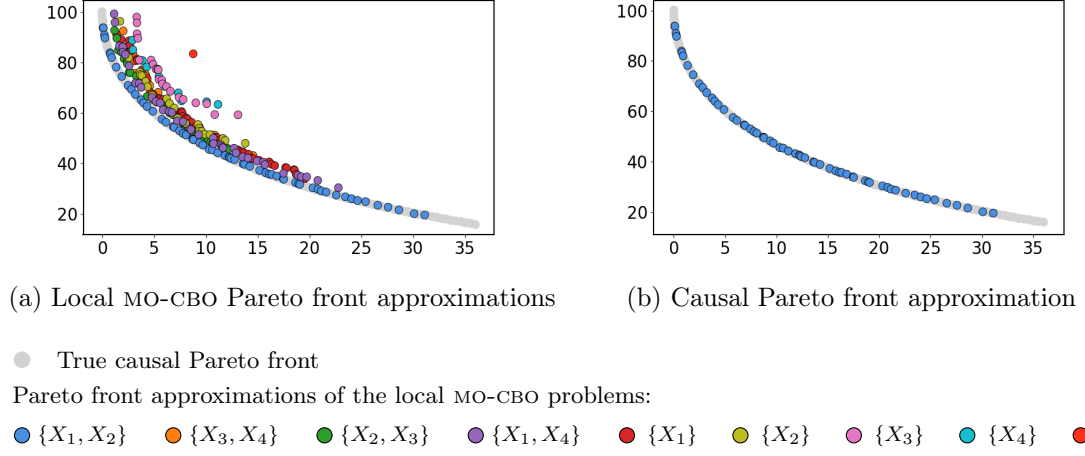 100
80
60
40
20
0 5 10 15 20 25 30 35
100
80
60
40
20
0 5 10 15 20 25 30 35
(a) Local MO-CBO Pareto front approximations
(b) Causal Pareto front approximation
True causal Pareto front
Pareto front approximations of the local MO-CBO problems:
{X₁, X₂} {X₃, X₄} {X₂, X₃} {X₁, X₄} {X₁} {X₂} {X₃} {X₄}